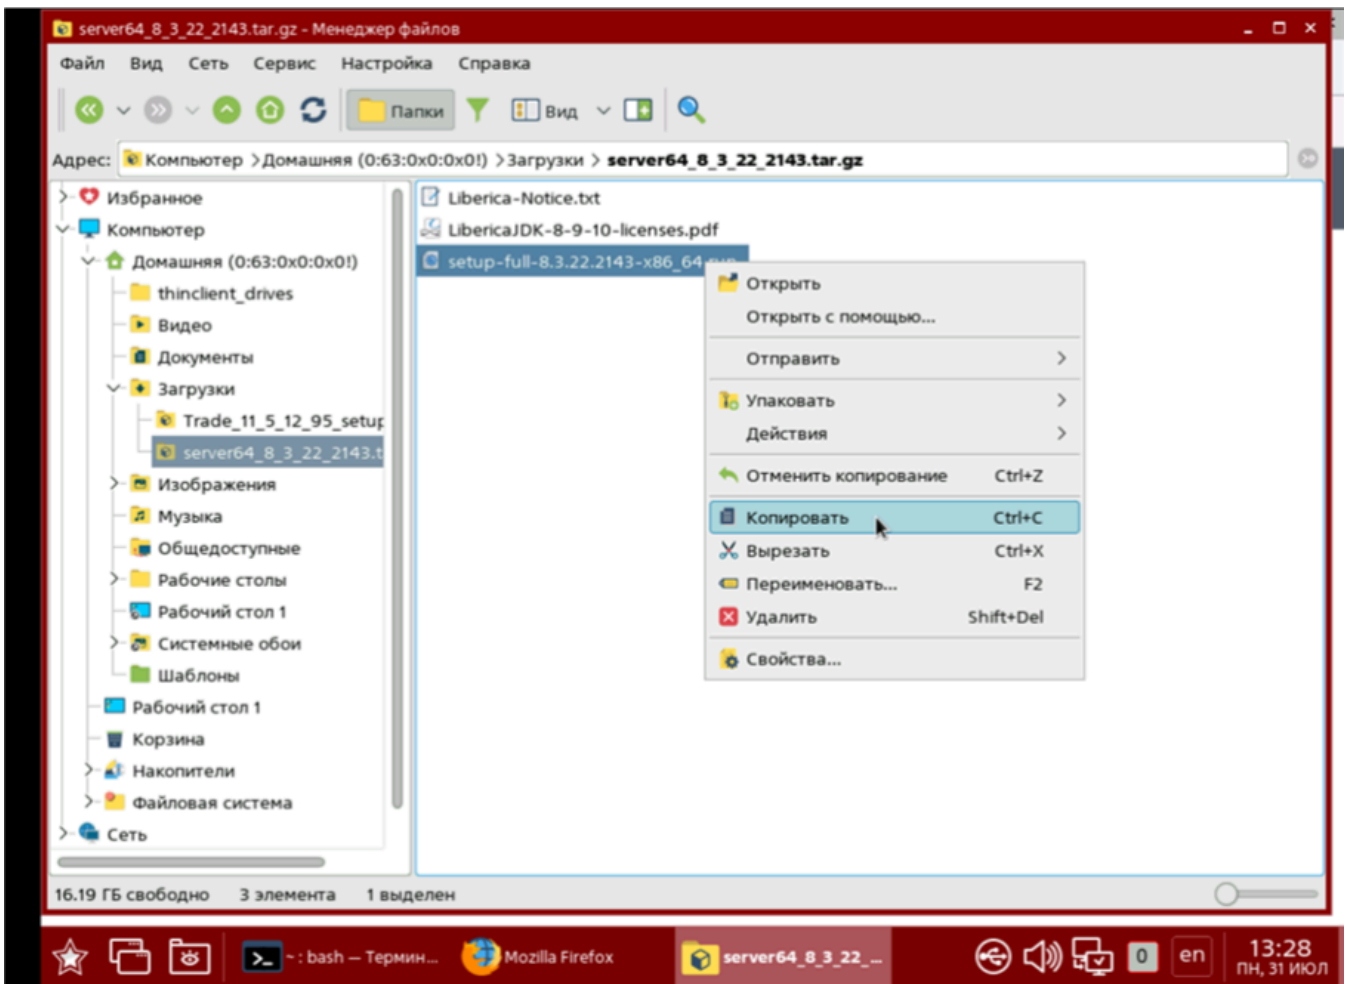 server64_8_3_22_2143.tar.gz - Менеджер файлов
Файл Вид Сеть Сервис Настройка Справка
Папки Вид
Адрес: Компьютер >Домашняя (0:63:0x0:0x0!) >Загрузки > server64_8_3_22_2143.tar.gz
Избранное
Компьютер
Домашняя (0:63:0x0:0x0!)
thinclient_drives
Видео
Документы
Загрузки
Trade_11_5_12_95_setup
server64_8_3_22_2143.t
Изображения
Музыка
Общедоступные
Рабочие столы
Рабочий стол 1
Системные обои
Шаблоны
Рабочий стол 1
Корзина
Накопители
Файловая система
Сеть
Liberica-Notice.txt
LibericaJDK-8-9-10-licenses.pdf
setup-full-8.3.22.2143-x86_64.run
Открыть
Открыть с помощью...
Отправить
Упаковать
Действия
Отменить копирование Ctrl+Z
Копировать Ctrl+C
Вырезать Ctrl+X
Переименовать... F2
Удалить Shift+Del
Свойства...
16.19 ГБ свободно 3 элемента 1 выделен
~ : bash — Термин... Mozilla Firefox server64_8_3_22_... 0 en 13:28
ПН, 31 ИЮЛ